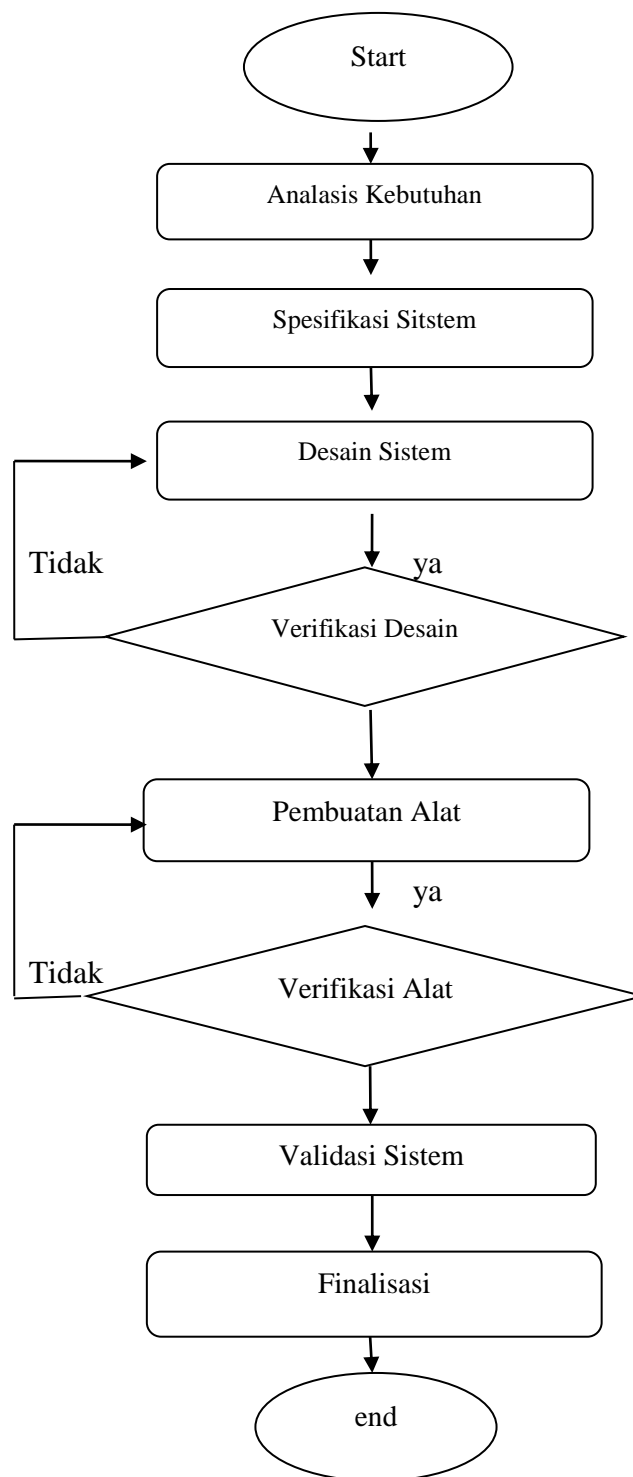 Start
Analasis Kebutuhan
Spesifikasi Sitstem
Desain Sistem
Tidak
ya
Verifikasi Desain
Pembuatan Alat
ya
Tidak
Verifikasi Alat
Validasi Sistem
Finalisasi
end